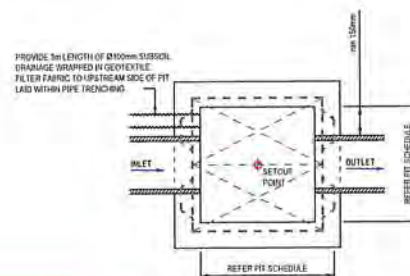 PROVIDE 3m LENGTH OF Ø100mm SUBSOIL
DRAINAGE WRAPPED IN GEOTEXTILE
FILTER FABRIC TO UPSTREAM SIDE OF PIT
LAID WITHIN PIPE TRENCHING
min 150mm
INLET
SETOUT
POINT
OUTLET
REFER PIT SCHEDULE
REFER PIT SCHEDULE